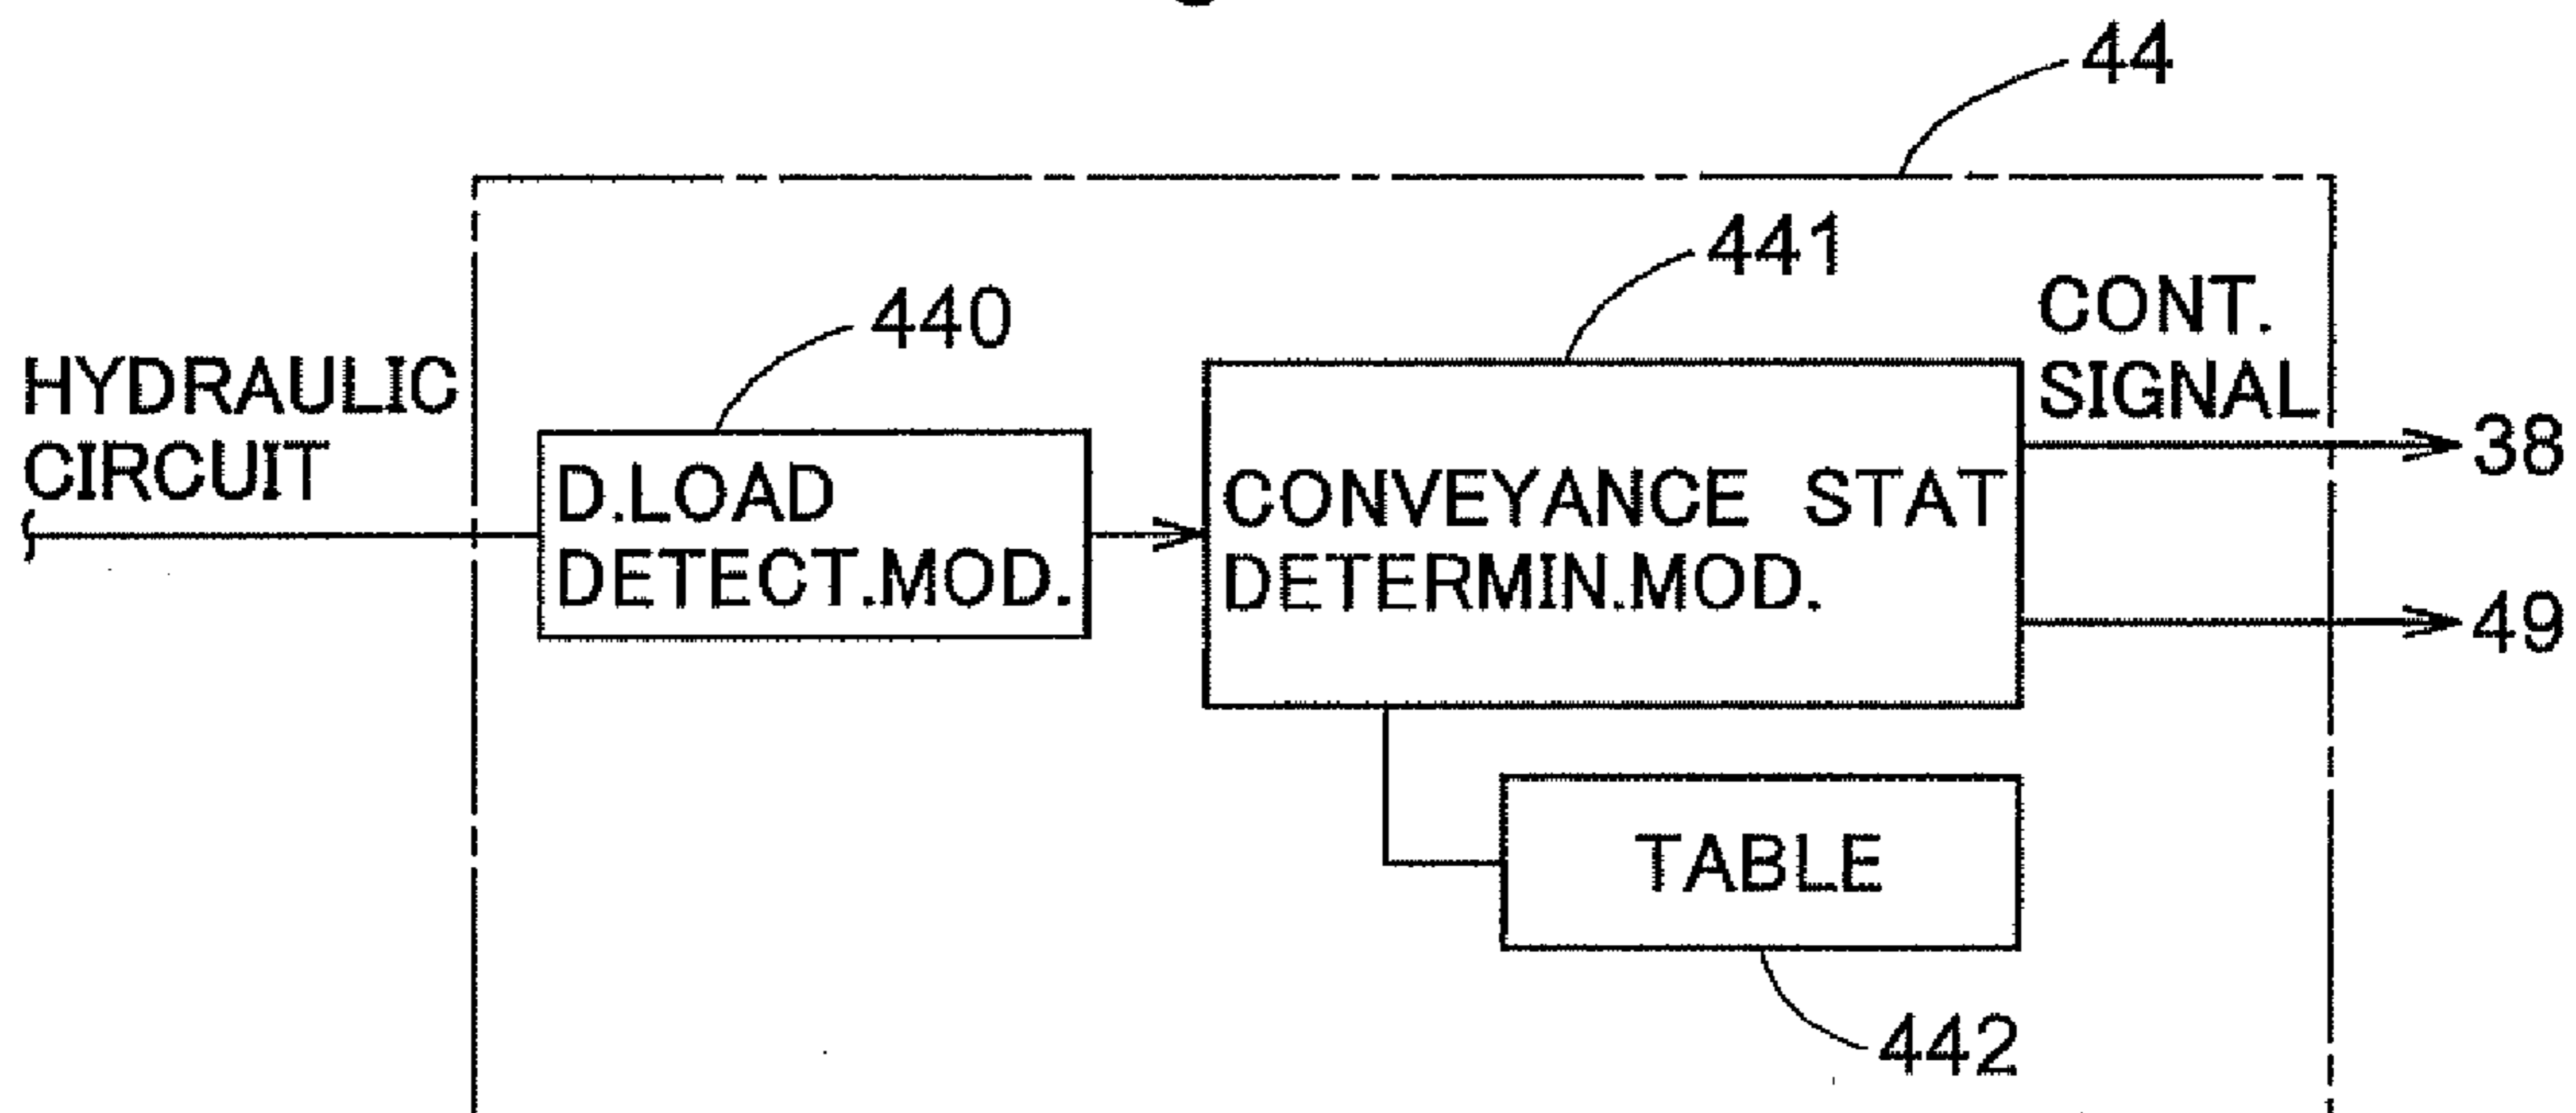 44
441
440
CONT.
SIGNAL
HYDRAULIC
CIRCUIT
D.LOAD
DETECT.MOD.
CONVEYANCE STAT
DETERMIN.MOD.
38
49
TABLE
442